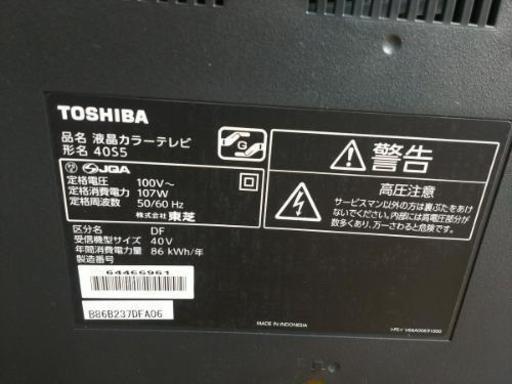 TOSHIBA
品名 液晶カラーテレビ
形名 40S5
JQA
定格電圧 100V～
定格消費電力 107W
定格周波数 50/60 Hz
株式会社 東芝
区分名 DF
受信機型サイズ 40V
年間消費電力量 86 kWh/年
製造番号
64466961
B86B237DFA06
G
警告
高圧注意
サービスマン以外の方は裏ぶたをあけ
ないでください。内部には高電圧部分が
数多くあり、万一さわると危険です。
MADE IN INDONESIA